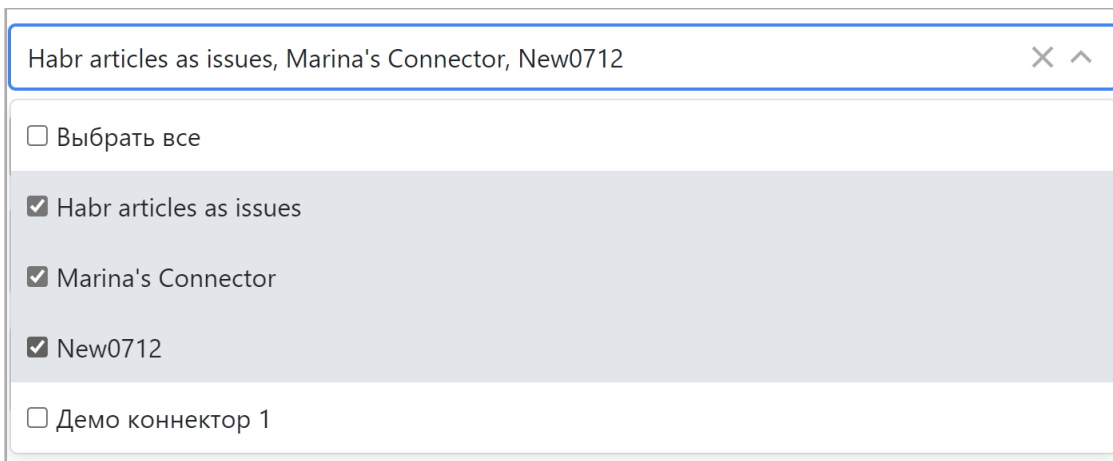 Habr articles as issues, Marina's Connector, New0712
Выбрать все
Habr articles as issues
Marina's Connector
New0712
Демо коннектор 1